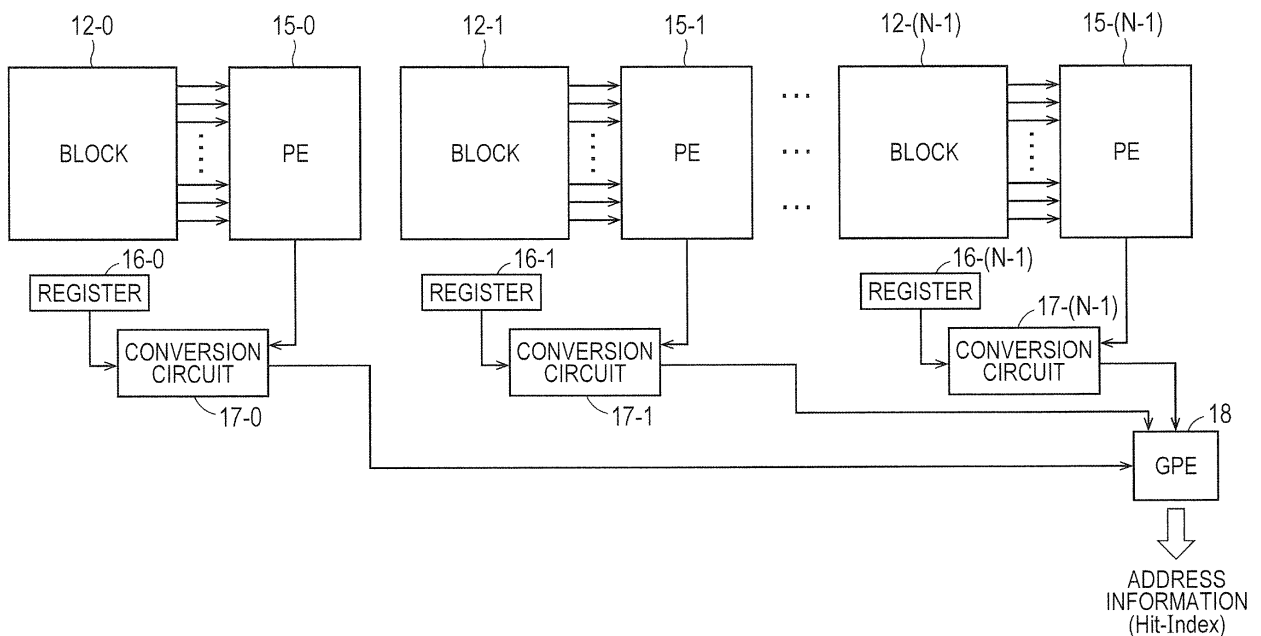 12-0
15-0
12-1
15-1
12-(N-1)
15-(N-1)
BLOCK
PE
BLOCK
PE
BLOCK
PE
16-0
REGISTER
16-1
REGISTER
16-(N-1)
REGISTER
17-(N-1)
CONVERSION
CIRCUIT
17-0
CONVERSION
CIRCUIT
17-1
CONVERSION
CIRCUIT
18
GPE
ADDRESS
INFORMATION
(Hit-Index)